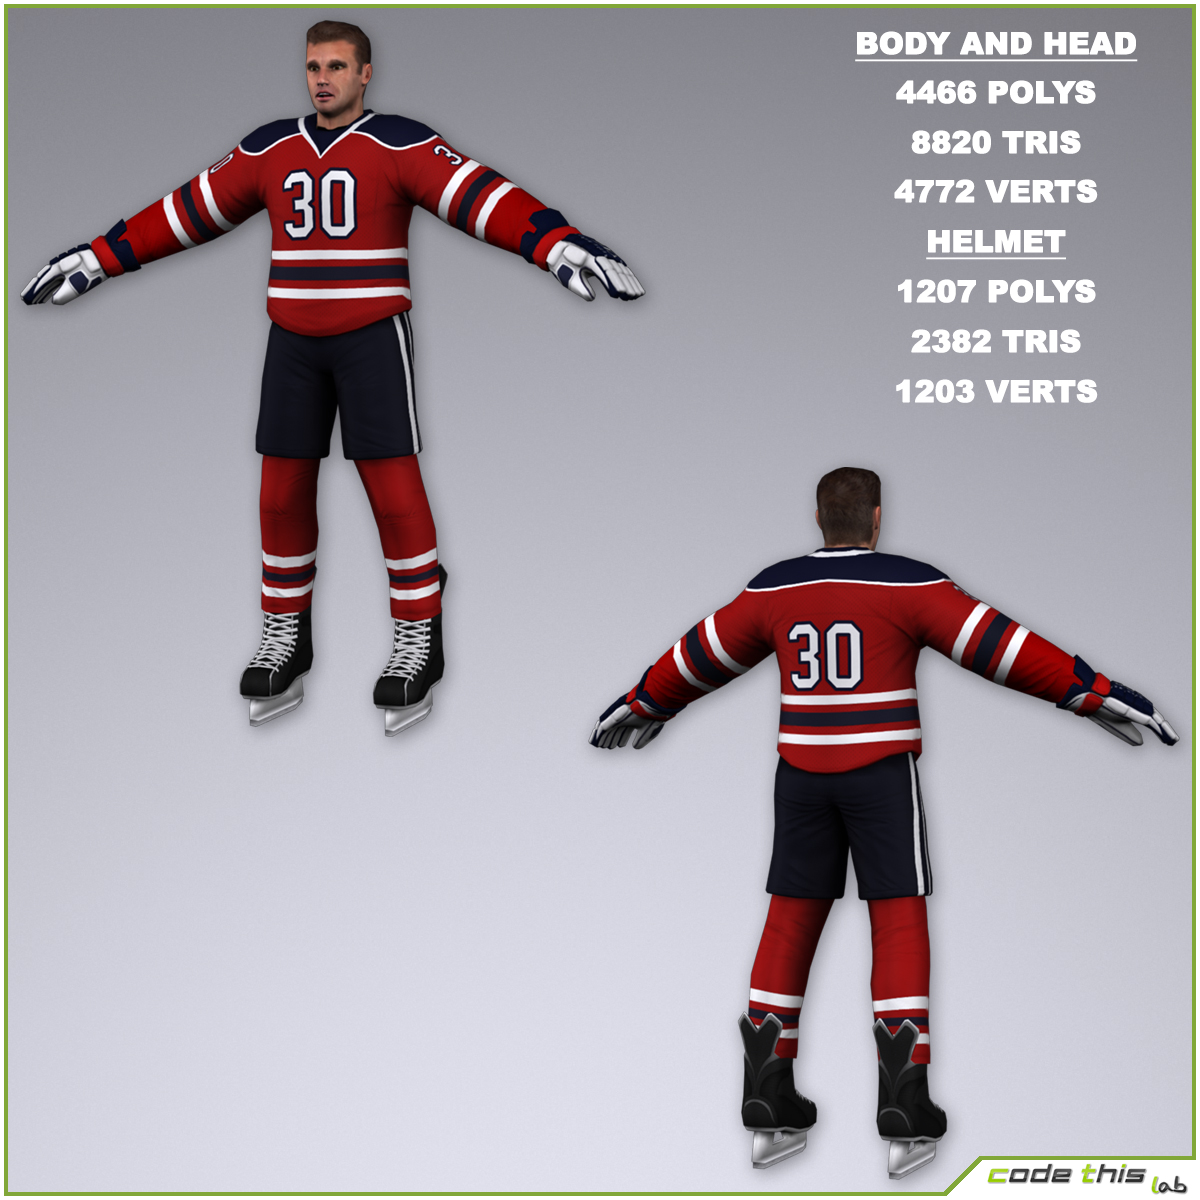 BODY AND HEAD
4466 POLYS
8820 TRIS
4772 VERTS
HELMET
1207 POLYS
2382 TRIS
1203 VERTS
30
30
3
30
code this lab